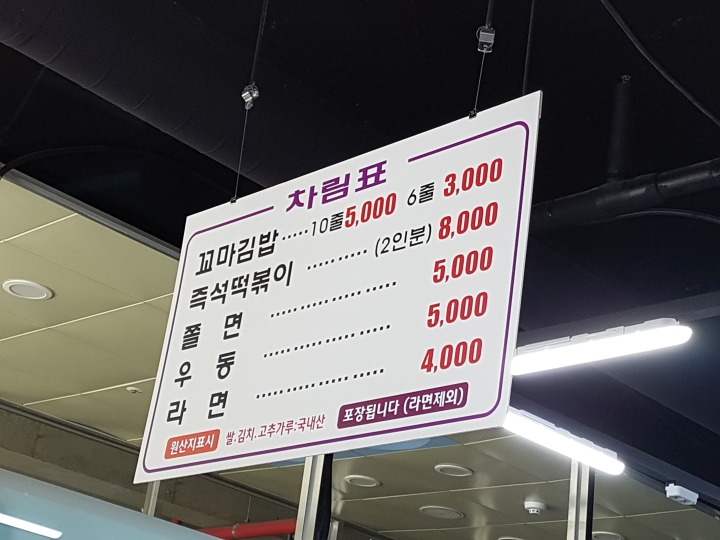 차림표
꼬마김밥 ..... 10줄 5,000 6줄 3,000
즉석떡볶이 ......... (2인분) 8,000
쫄 면 ................ 5,000
우 동 ................ 5,000
라 면 ................ 4,000
원산지표시 쌀:김치.고추가루:국내산 포장됩니다 (라면제외)